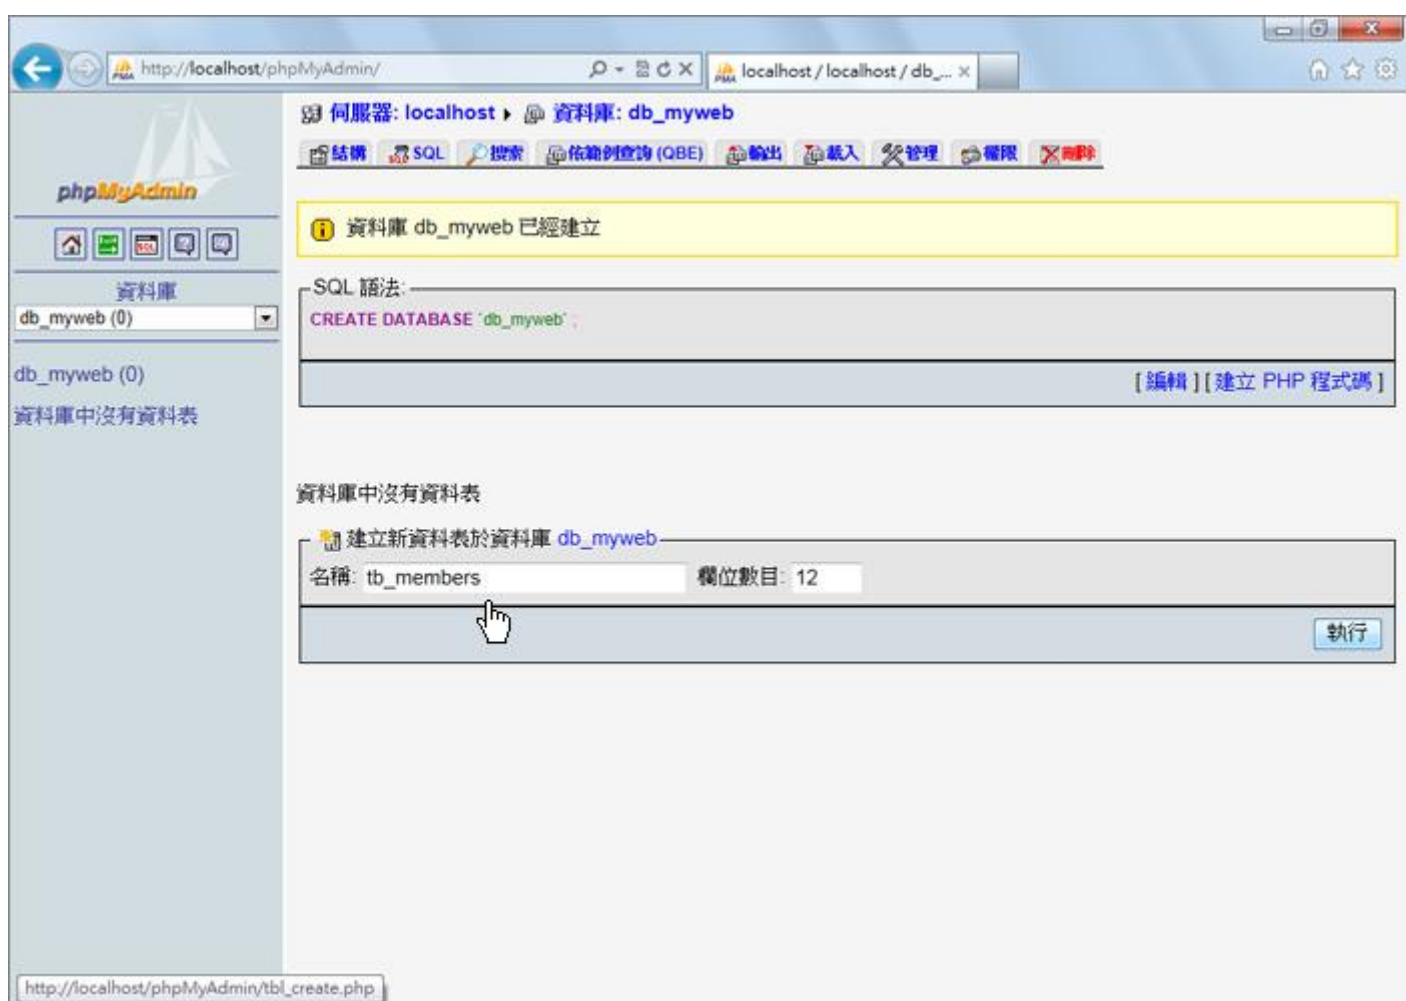 http://localhost/phpMyAdmin/
localhost / localhost / db_...
伺服器: localhost ▸ 資料庫: db_myweb
結構 SQL 搜索 依範例查詢 (QBE) 輸出 載入 管理 權限 刪除
phpMyAdmin
資料庫 db_myweb 已經建立
資料庫
db_myweb (0)
db_myweb (0)
資料庫中沒有資料表
SQL 語法:
CREATE DATABASE `db_myweb` ;
[ 編輯 ] [ 建立 PHP 程式碼 ]
資料庫中沒有資料表
建立新資料表於資料庫 db_myweb
名稱: tb_members 欄位數目: 12
執行
http://localhost/phpMyAdmin/tbl_create.php